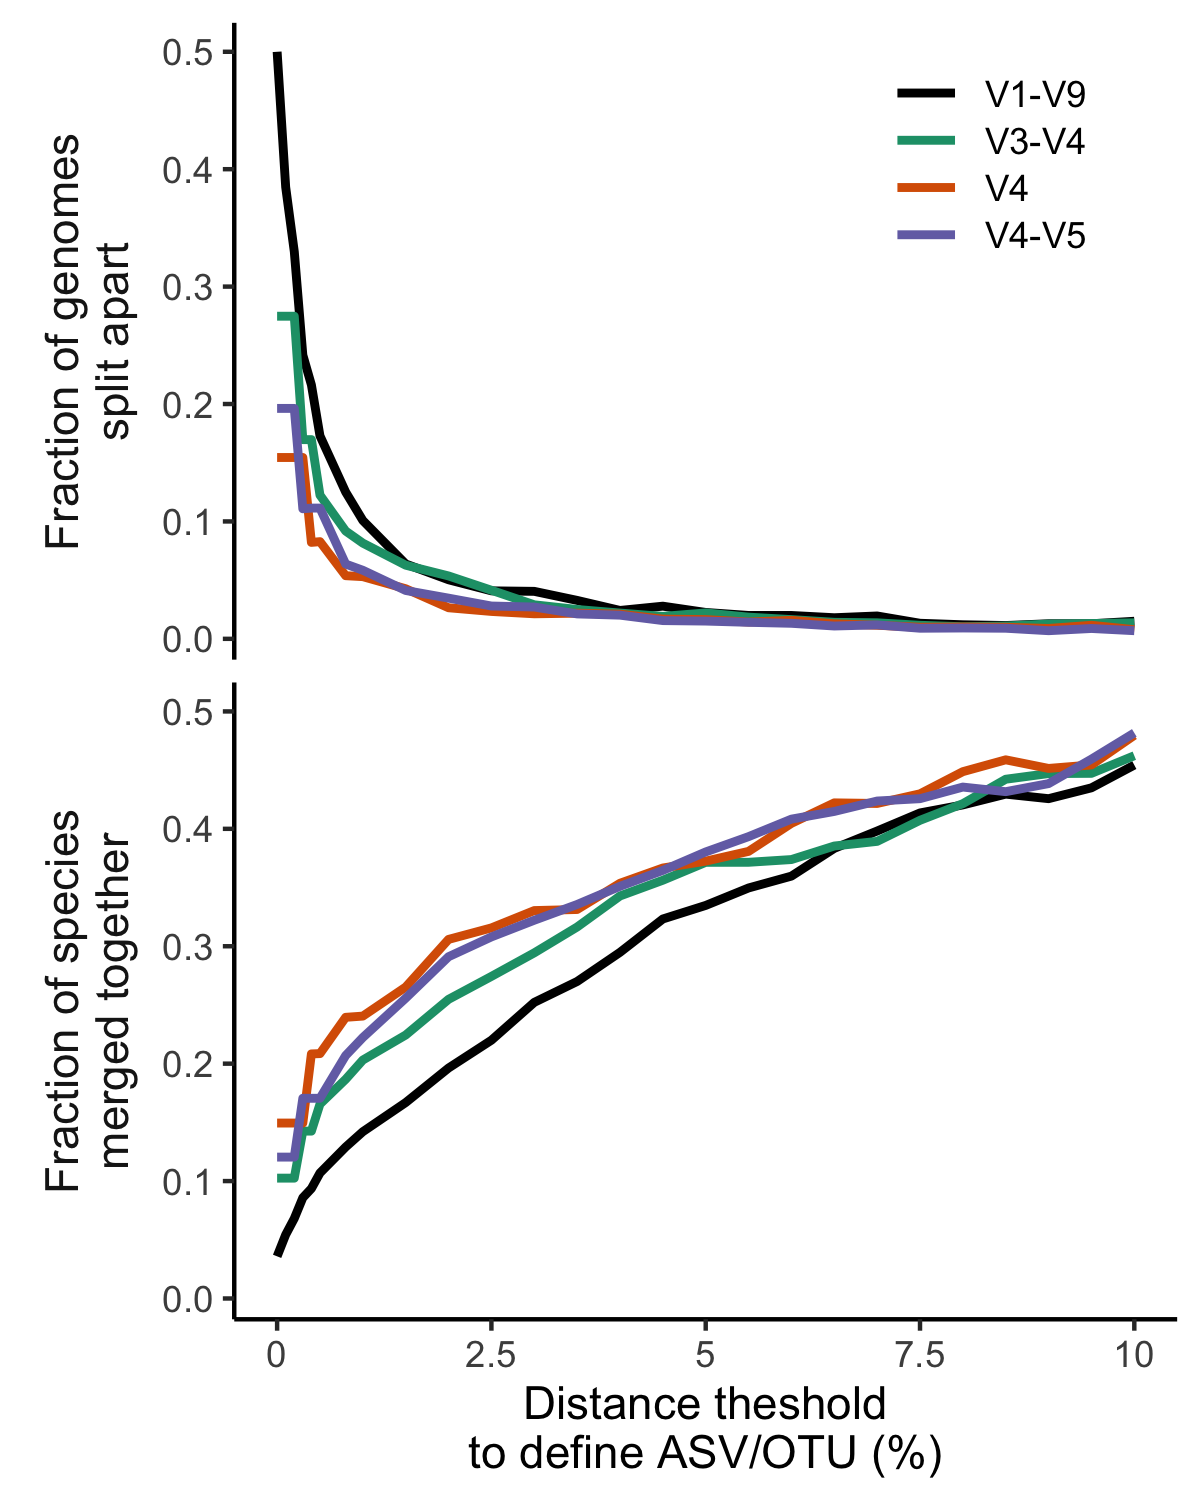 0.5
0.4
0.3
0.2
0.1
0.0
Fraction of genomes
split apart
V1-V9
V3-V4
V4
V4-V5
0.5
0.4
0.3
0.2
0.1
0.0
Fraction of species
merged together
0
2.5
5
7.5
10
Distance theshold
to define ASV/OTU (%)